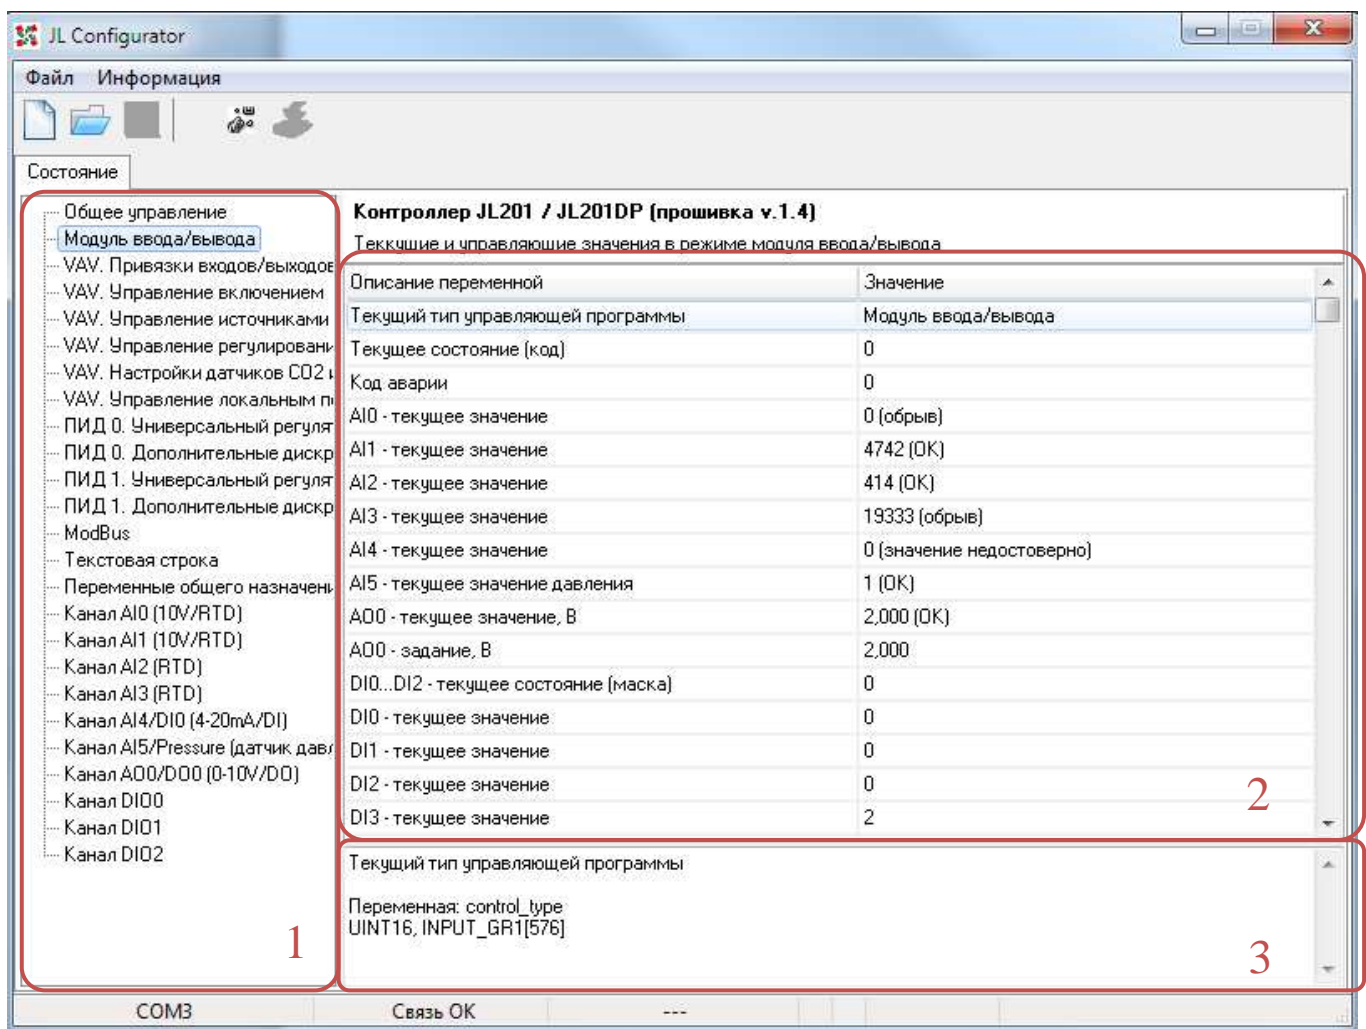 JL Configurator
Файл Информация
Состояние
Общее управление
Модуль ввода/вывода
VAV. Привязки входов/выходов
VAV. Управление включением
VAV. Управление источниками
VAV. Управление регулировани
VAV. Настройки датчиков CO2 и
VAV. Управление локальным п
ПИД 0. Универсальный регулят
ПИД 0. Дополнительные дискр
ПИД 1. Универсальный регулят
ПИД 1. Дополнительные дискр
ModBus
Текстовая строка
Переменные общего назначени
Канал AI0 (10V/RTD)
Канал AI1 (10V/RTD)
Канал AI2 (RTD)
Канал AI3 (RTD)
Канал AI4/DI0 (4-20mA/DI)
Канал AI5/Pressure (датчик давл
Канал AO0/DO0 (0-10V/DO)
Канал DIO0
Канал DIO1
Канал DIO2
1
Контроллер JL201 / JL201DP (прошивка v.1.4)
Теккущие и управляющие значения в режиме модуля ввода/вывода
Описание переменной Значение
Текущий тип управляющей программы Модуль ввода/вывода
Текущее состояние (код) 0
Код аварии 0
AI0 - текущее значение 0 (обрыв)
AI1 - текущее значение 4742 (OK)
AI2 - текущее значение 414 (OK)
AI3 - текущее значение 19333 (обрыв)
AI4 - текущее значение 0 (значение недостоверно)
AI5 - текущее значение давления 1 (OK)
AO0 - текущее значение, В 2,000 (OK)
AO0 - задание, В 2,000
DI0...DI2 - текущее состояние (маска) 0
DI0 - текущее значение 0
DI1 - текущее значение 0
DI2 - текущее значение 0
DI3 - текущее значение 2
2
Текущий тип управляющей программы
Переменная: control_type
UINT16, INPUT_GR1[576]
3
COM3 Связь OK ---